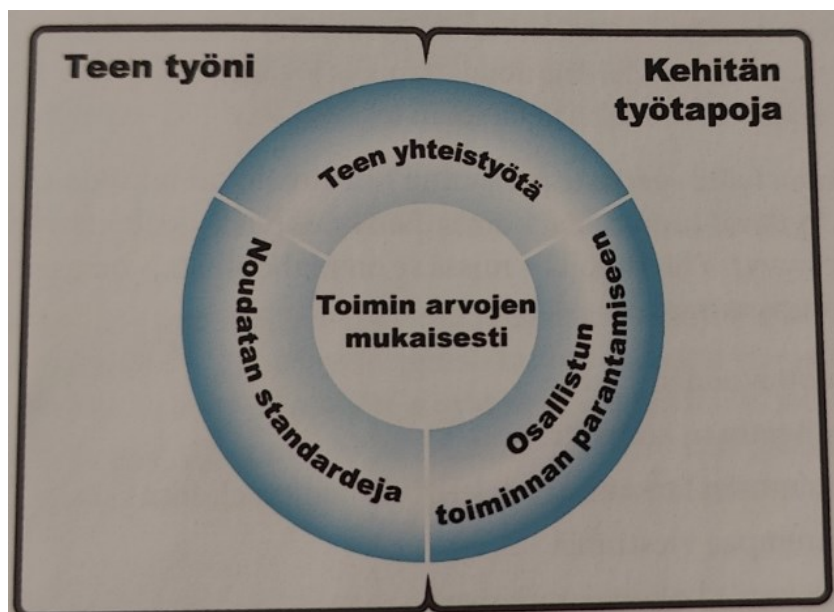 Teen työni
Kehitän
työtapoja
Teen yhteistyötä
Noudatan standardeja
Toimin arvojen
mukaisesti
Osallistun
toiminnan parantamiseen